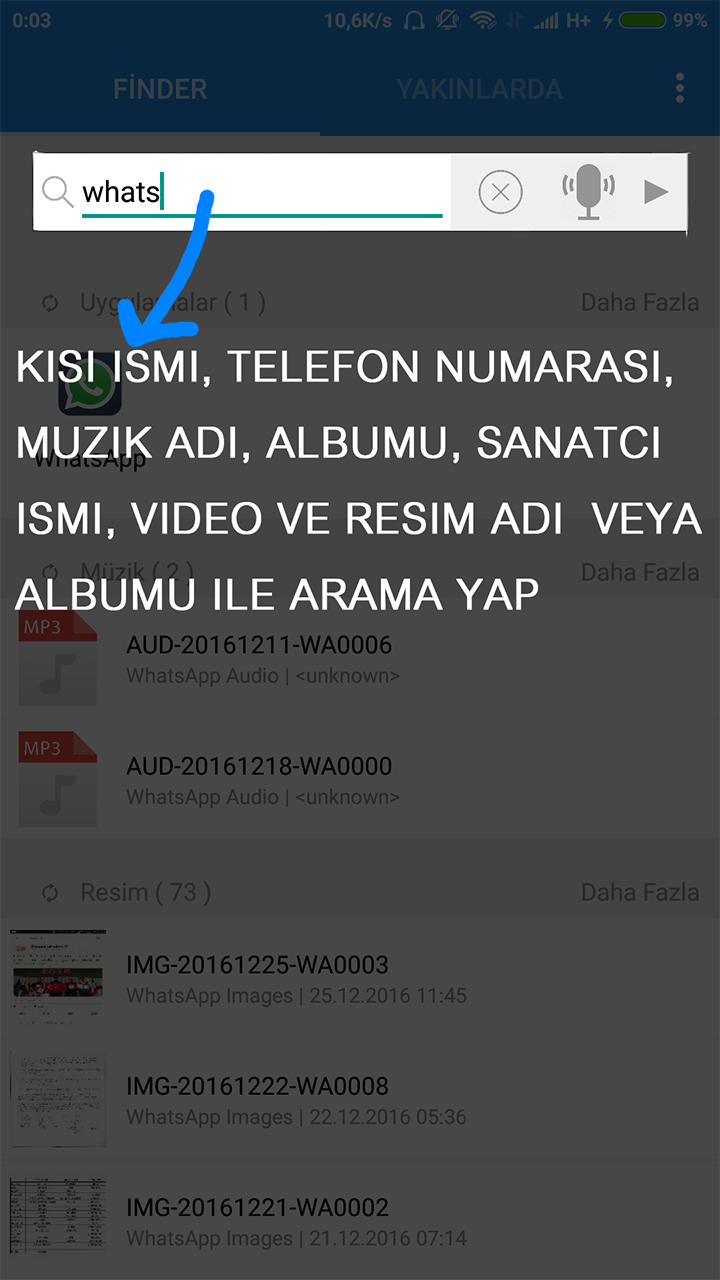 0:03 10,6K/s H+ 99%
FİNDER YAKINLARDA
whats
Uygulamalar ( 1 ) Daha Fazla
KISI ISMI, TELEFON NUMARASI,
MUZIK ADI, ALBUMU, SANATCI
WhatsApp
ISMI, VIDEO VE RESIM ADI VEYA
Müzik ( 2 ) Daha Fazla
ALBUMU ILE ARAMA YAP
MP3
AUD-20161211-WA0006
WhatsApp Audio | <unknown>
MP3
AUD-20161218-WA0000
WhatsApp Audio | <unknown>
Resim ( 73 ) Daha Fazla
IMG-20161225-WA0003
WhatsApp Images | 25.12.2016 11:45
IMG-20161222-WA0008
WhatsApp Images | 22.12.2016 05:36
IMG-20161221-WA0002
WhatsApp Images | 21.12.2016 07:14